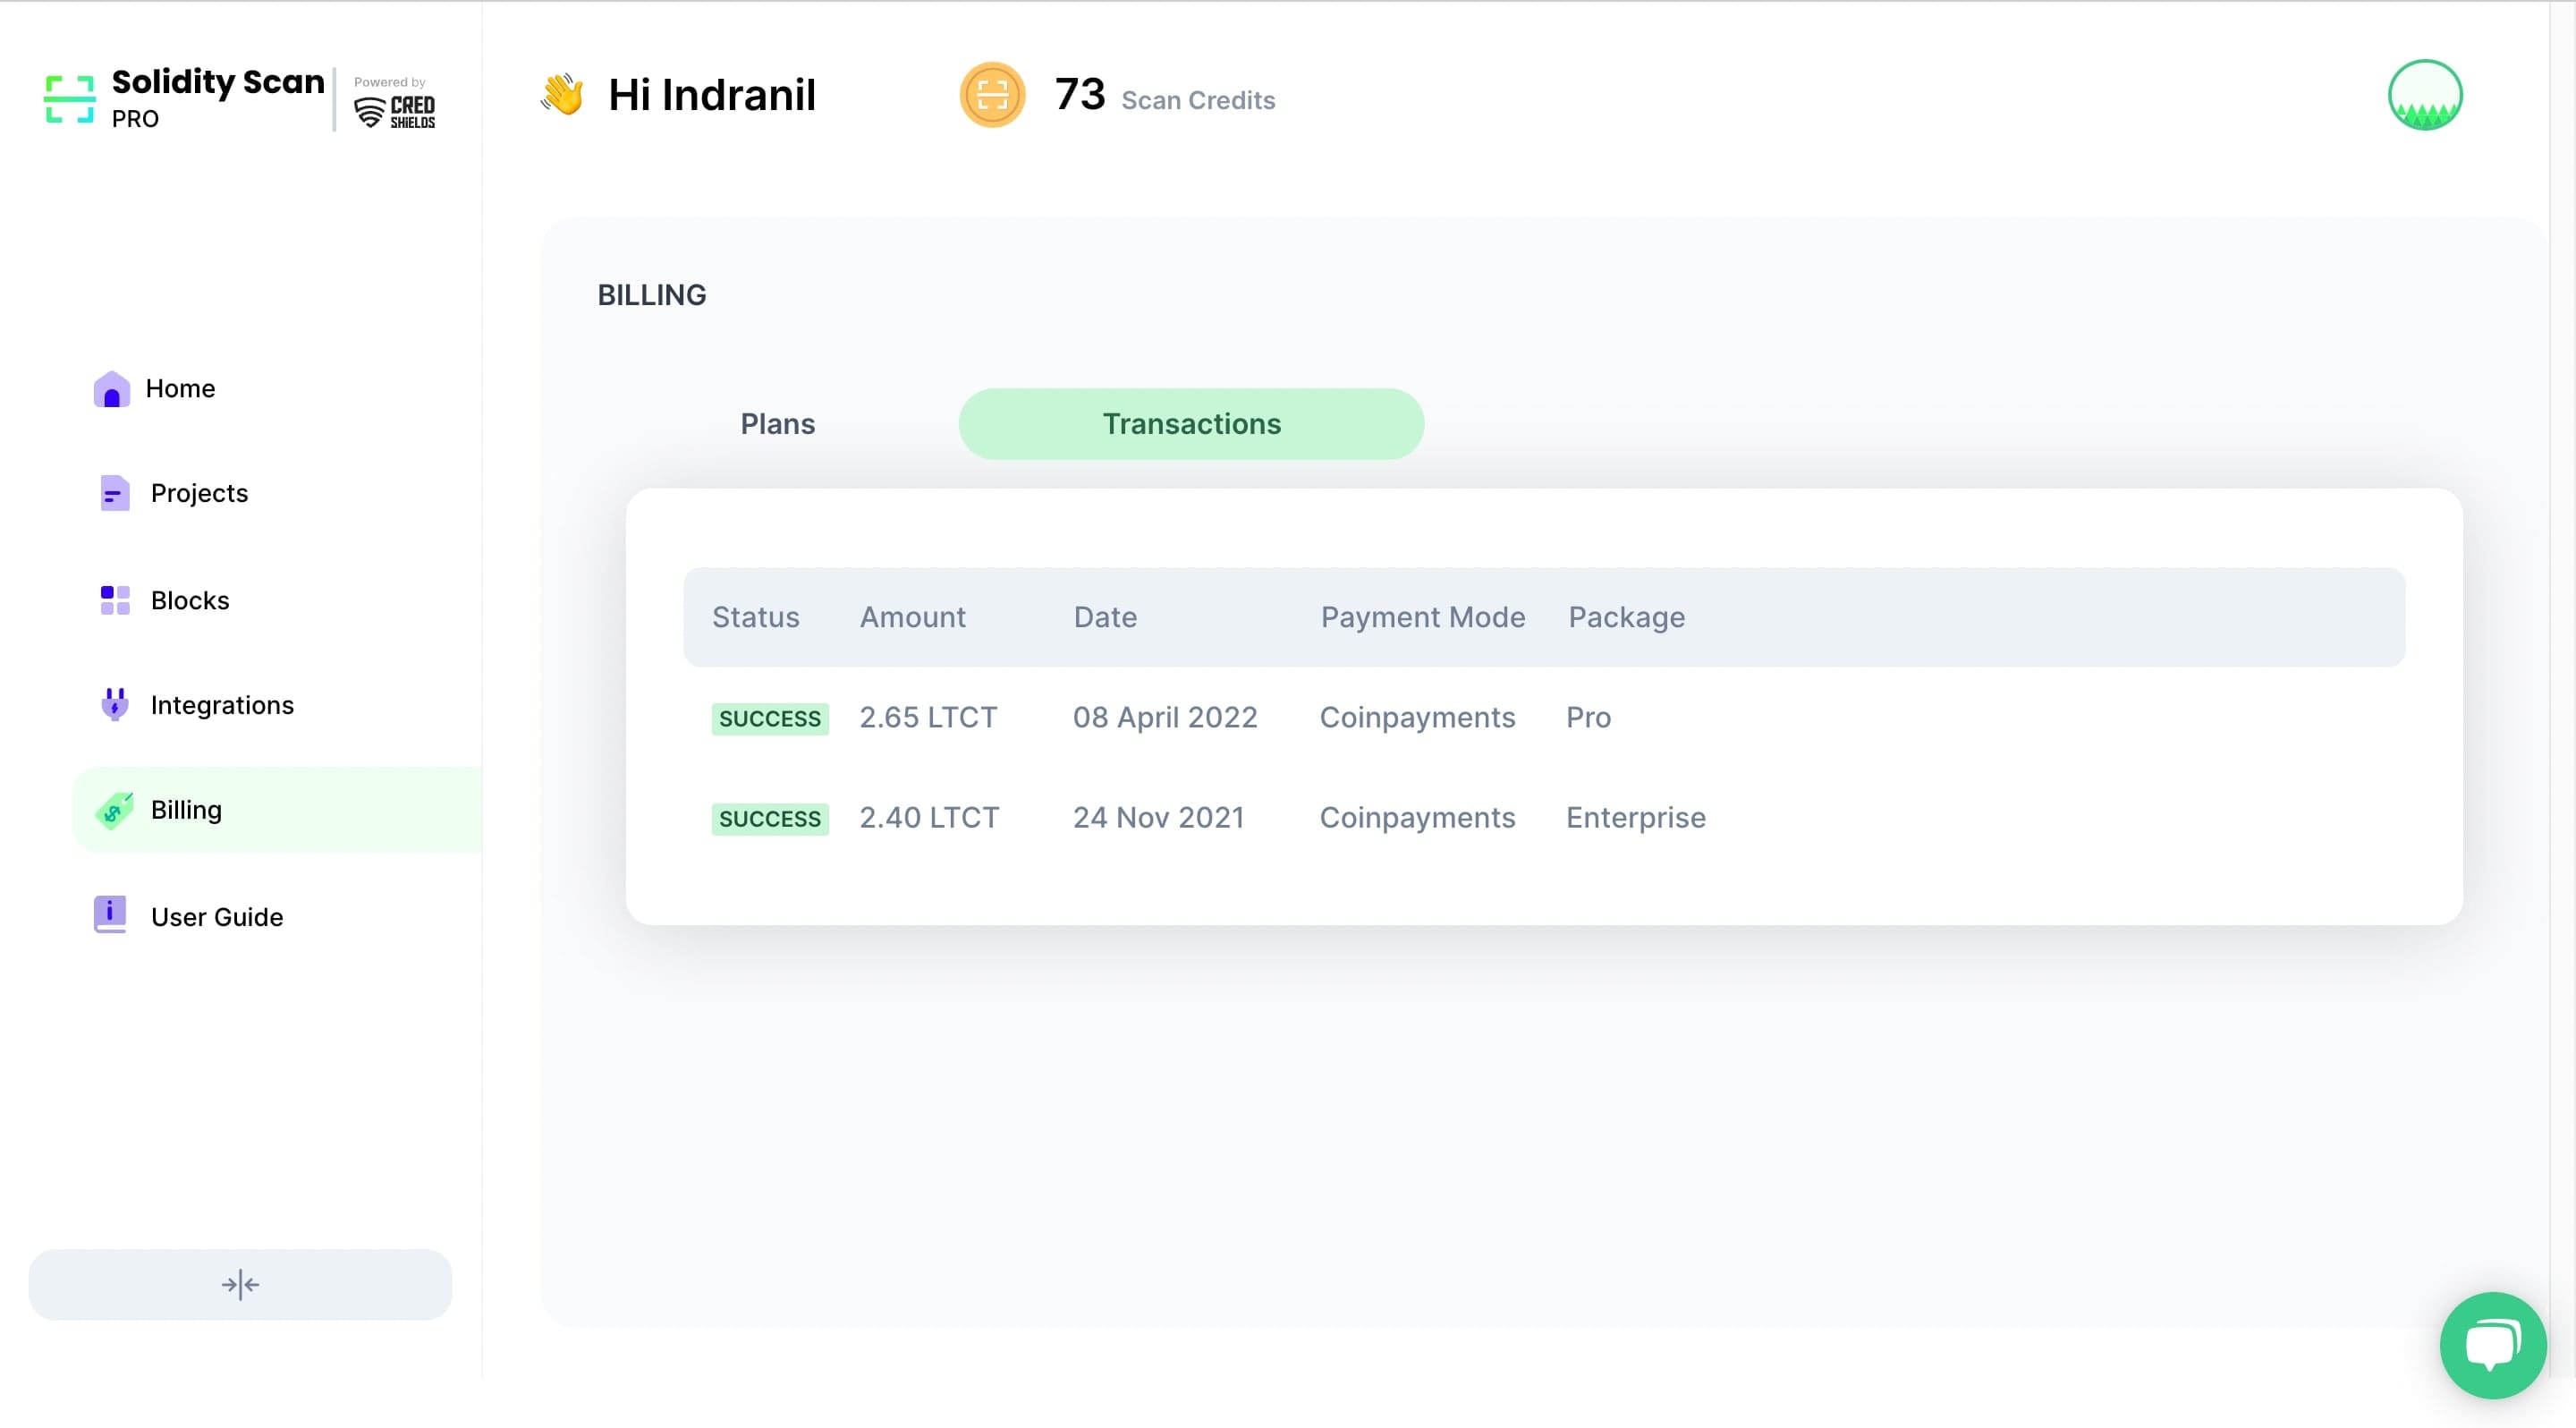 Solidity Scan
PRO
Powered by
CRED
SHiELDS
Hi Indranil
73 Scan Credits
Home
Projects
Blocks
Integrations
Billing
User Guide
BILLING
Plans Transactions
Status Amount Date Payment Mode Package
SUCCESS 2.65 LTCT 08 April 2022 Coinpayments Pro
SUCCESS 2.40 LTCT 24 Nov 2021 Coinpayments Enterprise